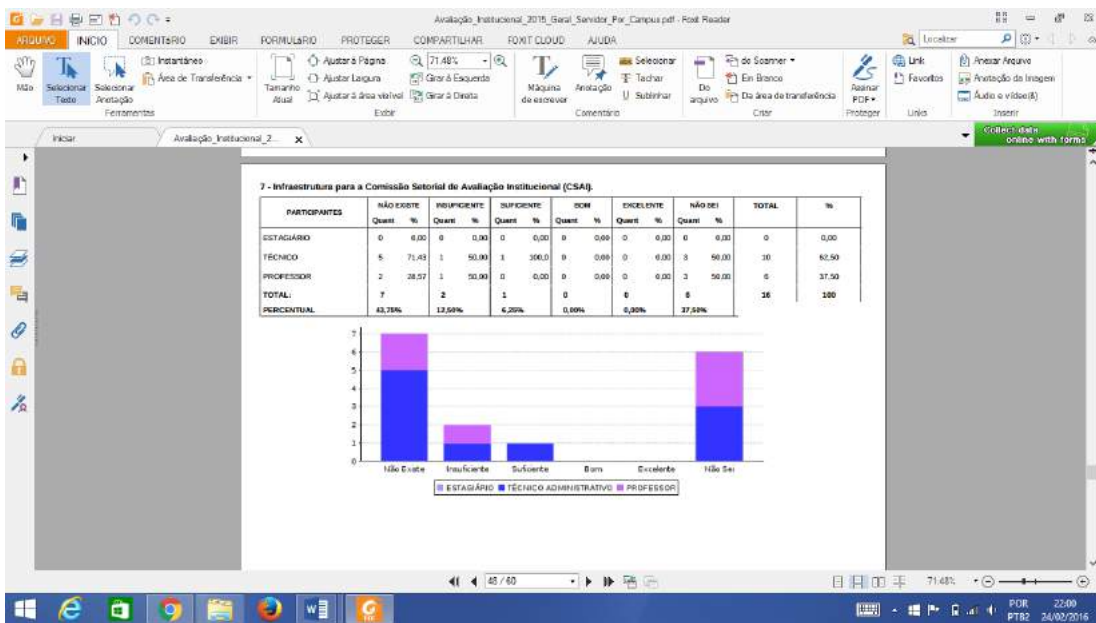 Avaliação_Institucional_2015_Geral_Servidor_Por_Campus.pdf - Foxit Reader
ARQUIVO INÍCIO COMENTÁRIO EXIBIR FORMULÁRIO PROTEGER COMPARTILHAR FOXIT CLOUD AJUDA Localizar
Mão
Selecionar Texto
Selecionar Anotação
Instantâneo
Área de Transferência
Ferramentas
Tamanho Atual
Ajustar à Página
Ajustar Largura
Ajustar à área visível
71.48%
Girar à Esquerda
Girar à Direita
Exibir
Máquina de escrever
Anotação
Selecionar
Tachar
Sublinhar
Comentário
Do arquivo
do Scanner
Em Branco
Da área de transferência
Criar
Assinar PDF
Proteger
Link
Favoritos
Links
Anexar Arquivo
Anotação da Imagem
Áudio e vídeo(&)
Inserir
Iniciar
Avaliação_Institucional_2...
Collect data
online with forms
7 - Infraestrutura para a Comissão Setorial de Avaliação Institucional (CSAI).
PARTICIPANTES NÃO EXISTE INSUFICIENTE SUFICIENTE BOM EXCELENTE NÃO SEI TOTAL %
Quant % Quant % Quant % Quant % Quant % Quant %
ESTAGIÁRIO 0 0,00 0 0,00 0 0,00 0 0,00 0 0,00 0 0,00 0 0,00
TÉCNICO 5 71,43 1 50,00 1 100,0 0 0,00 0 0,00 3 50,00 10 62,50
PROFESSOR 2 28,57 1 50,00 0 0,00 0 0,00 0 0,00 3 50,00 6 37,50
TOTAL: 7 2 1 0 0 6 16 100
PERCENTUAL 43,75% 12,50% 6,25% 0,00% 0,00% 37,50%
7
6
5
4
3
2
1
0
Não Existe Insuficiente Suficiente Bom Excelente Não Sei
ESTAGIÁRIO TÉCNICO ADMINISTRATIVO PROFESSOR
48 / 60
71.48%
POR 22:00
PTB2 24/02/2016